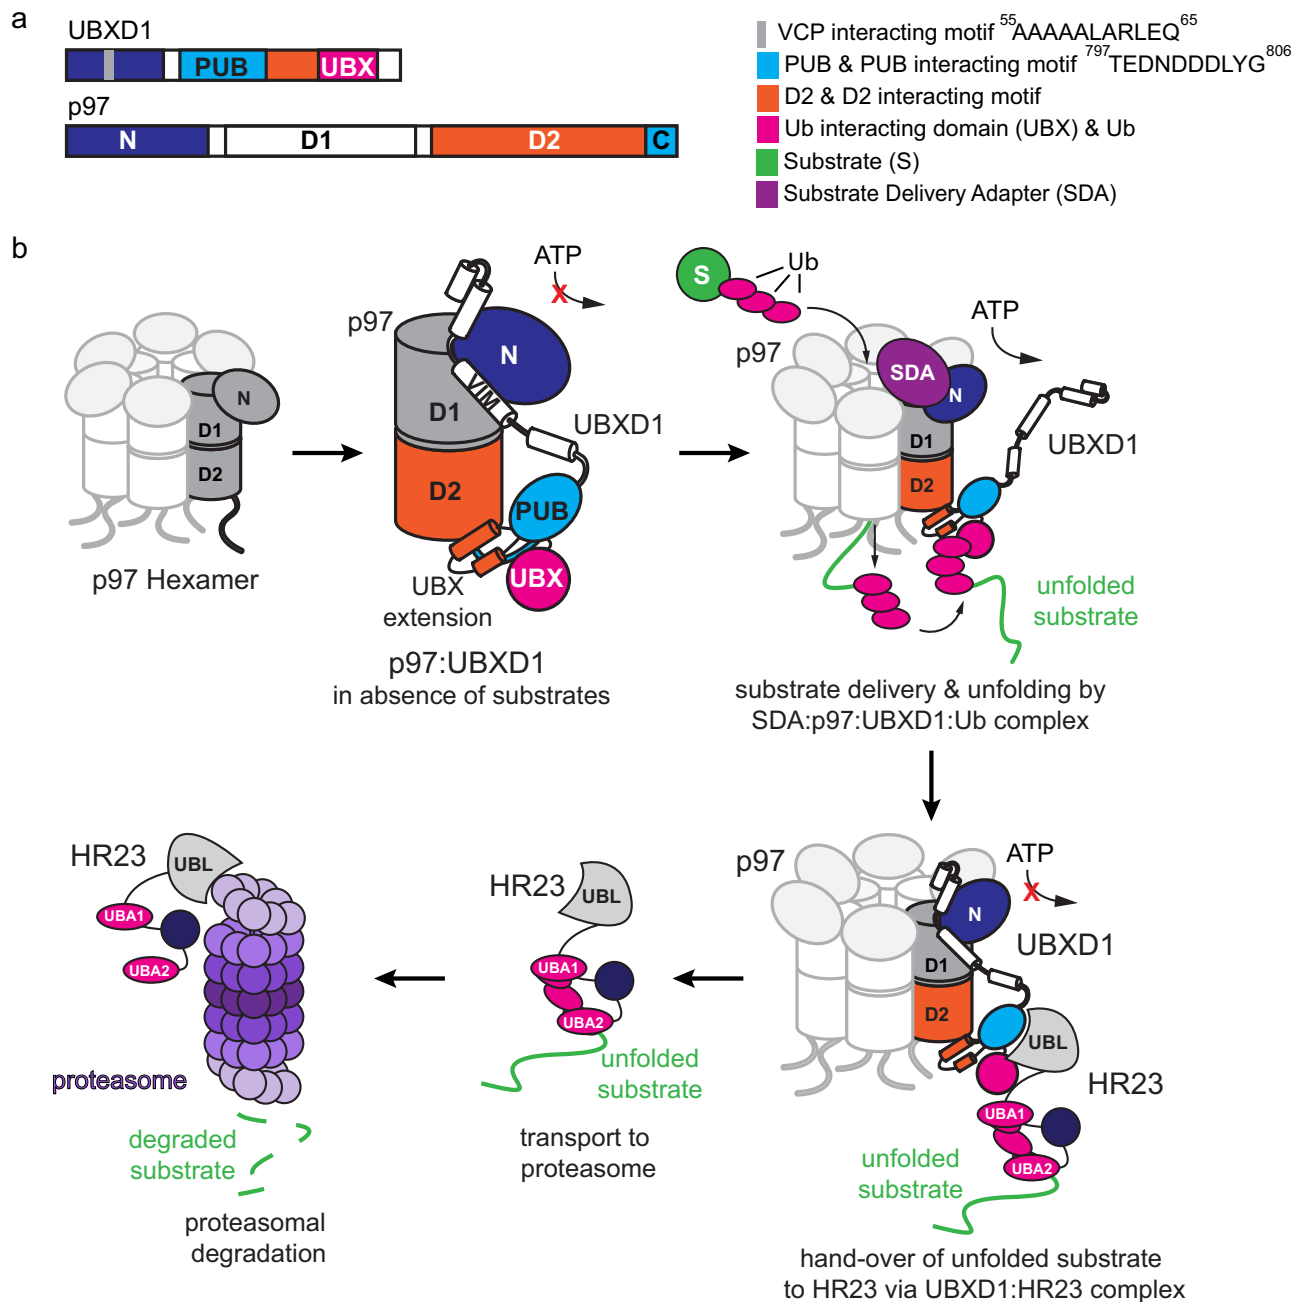 a
UBXD1
PUB
UBX
p97
N
D1
D2
C
VCP interacting motif ⁵⁵AAAAALARLEQ⁶⁵
PUB & PUB interacting motif ⁷⁹⁷TEDNDDDLYG⁸⁰⁶
D2 & D2 interacting motif
Ub interacting domain (UBX) & Ub
Substrate (S)
Substrate Delivery Adapter (SDA)
b
N
D1
D2
p97 Hexamer
ATP
X
p97
N
VIM
D1
UBXD1
D2
PUB
UBX
UBX
extension
p97:UBXD1
in absence of substrates
S
Ub
ATP
p97
SDA
N
D1
D2
UBXD1
unfolded
substrate
substrate delivery & unfolding by
SDA:p97:UBXD1:Ub complex
p97
ATP
X
N
UBXD1
D1
D2
UBL
HR23
UBA1
UBA2
unfolded
substrate
hand-over of unfolded substrate
to HR23 via UBXD1:HR23 complex
HR23
UBL
UBA1
UBA2
unfolded
substrate
transport to
proteasome
HR23
UBL
UBA1
UBA2
proteasome
degraded
substrate
proteasomal
degradation